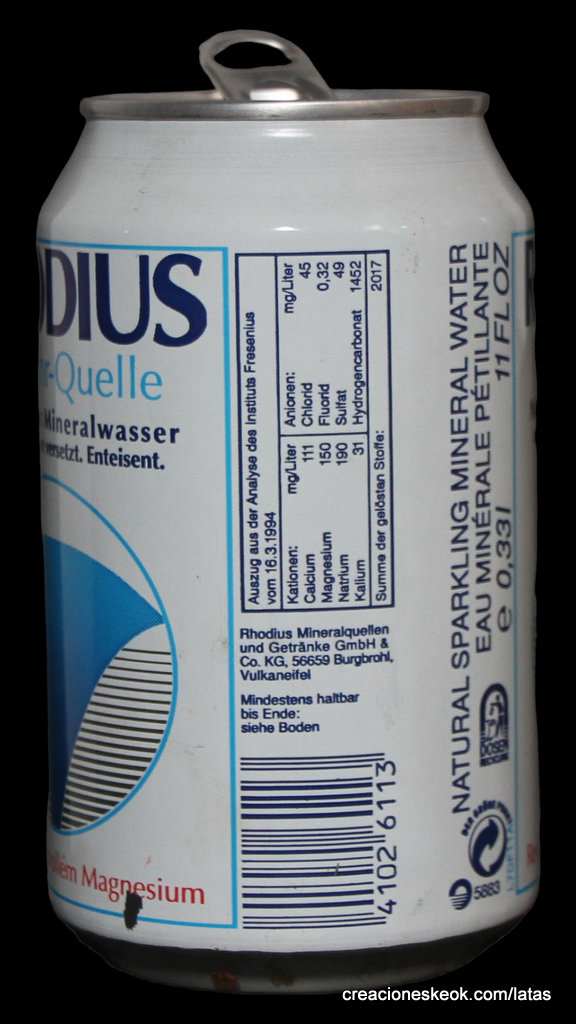 DIUS
-Quelle
Mineralwasser
versetzt. Enteisent.
Magnesium
Auszug aus der Analyse des Instituts Fresenius
vom 16.3.1994
Kationen: mg/Liter Anionen: mg/Liter
Calcium 111 Chlorid 45
Magnesium 150 Fluorid 0,32
Natrium 190 Sulfat 49
Kalium 31 Hydrogencarbonat 1452
Summe der gelösten Stoffe: 2017
Rhodius Mineralquellen
und Getränke GmbH &
Co. KG, 56659 Burgbrohl,
Vulkaneifel
Mindestens haltbar
bis Ende:
siehe Boden
4102 6113
NATURAL SPARKLING MINERAL WATER
EAU MINÉRALE PÉTILLANTE
e 0,33l 11 FL OZ
DOSEN
RECYCLING
DER GRÜNE PUNKT
5883
creacioneskeok.com/latas